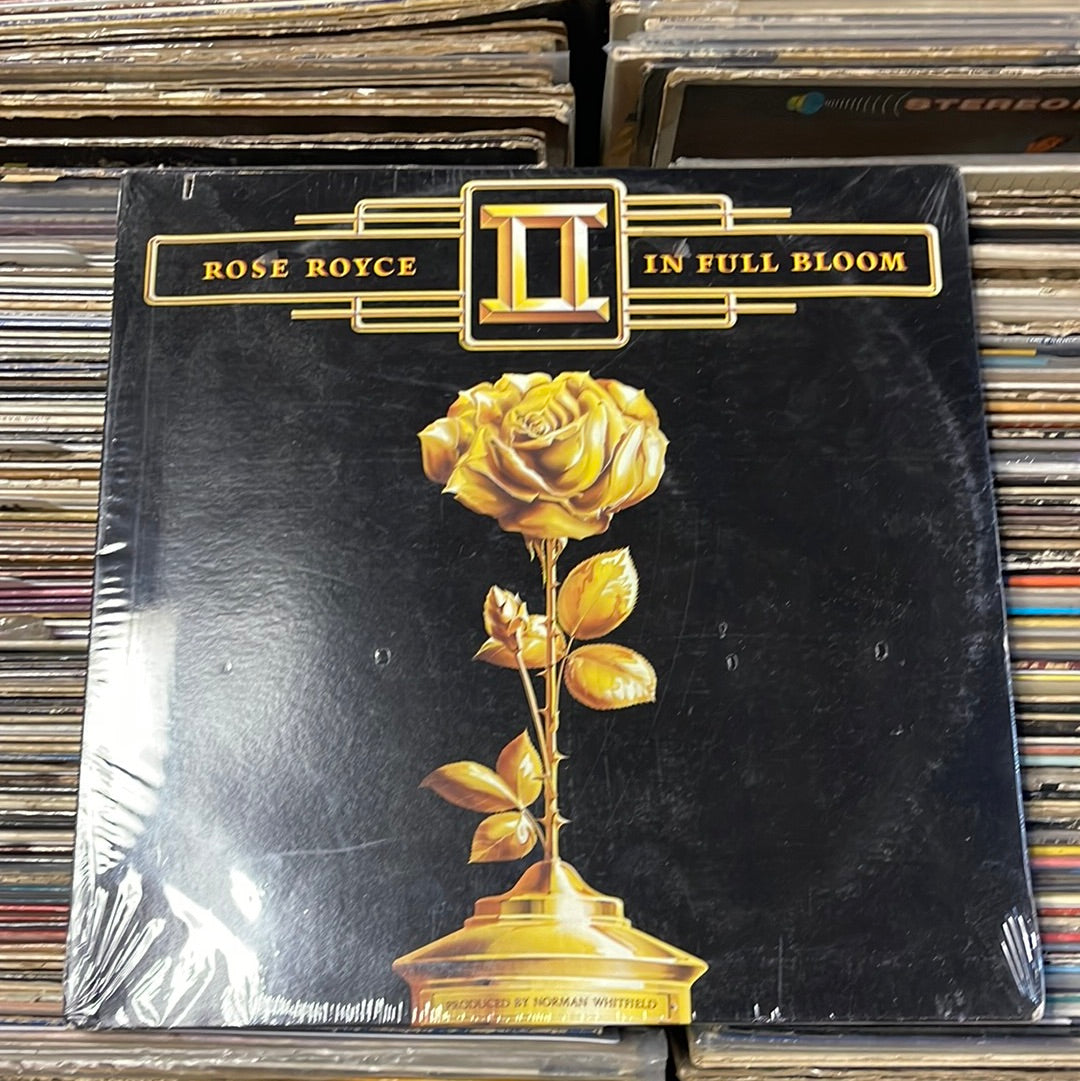 STEREO
ROSE ROYCE
II
IN FULL BLOOM
PRODUCED BY NORMAN WHITFIELD